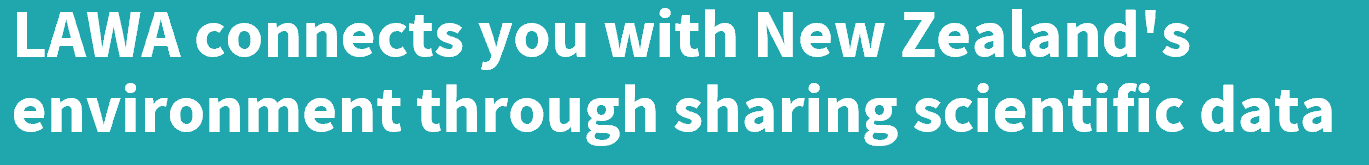 LAWA connects you with New Zealand's
environment through sharing scientific data